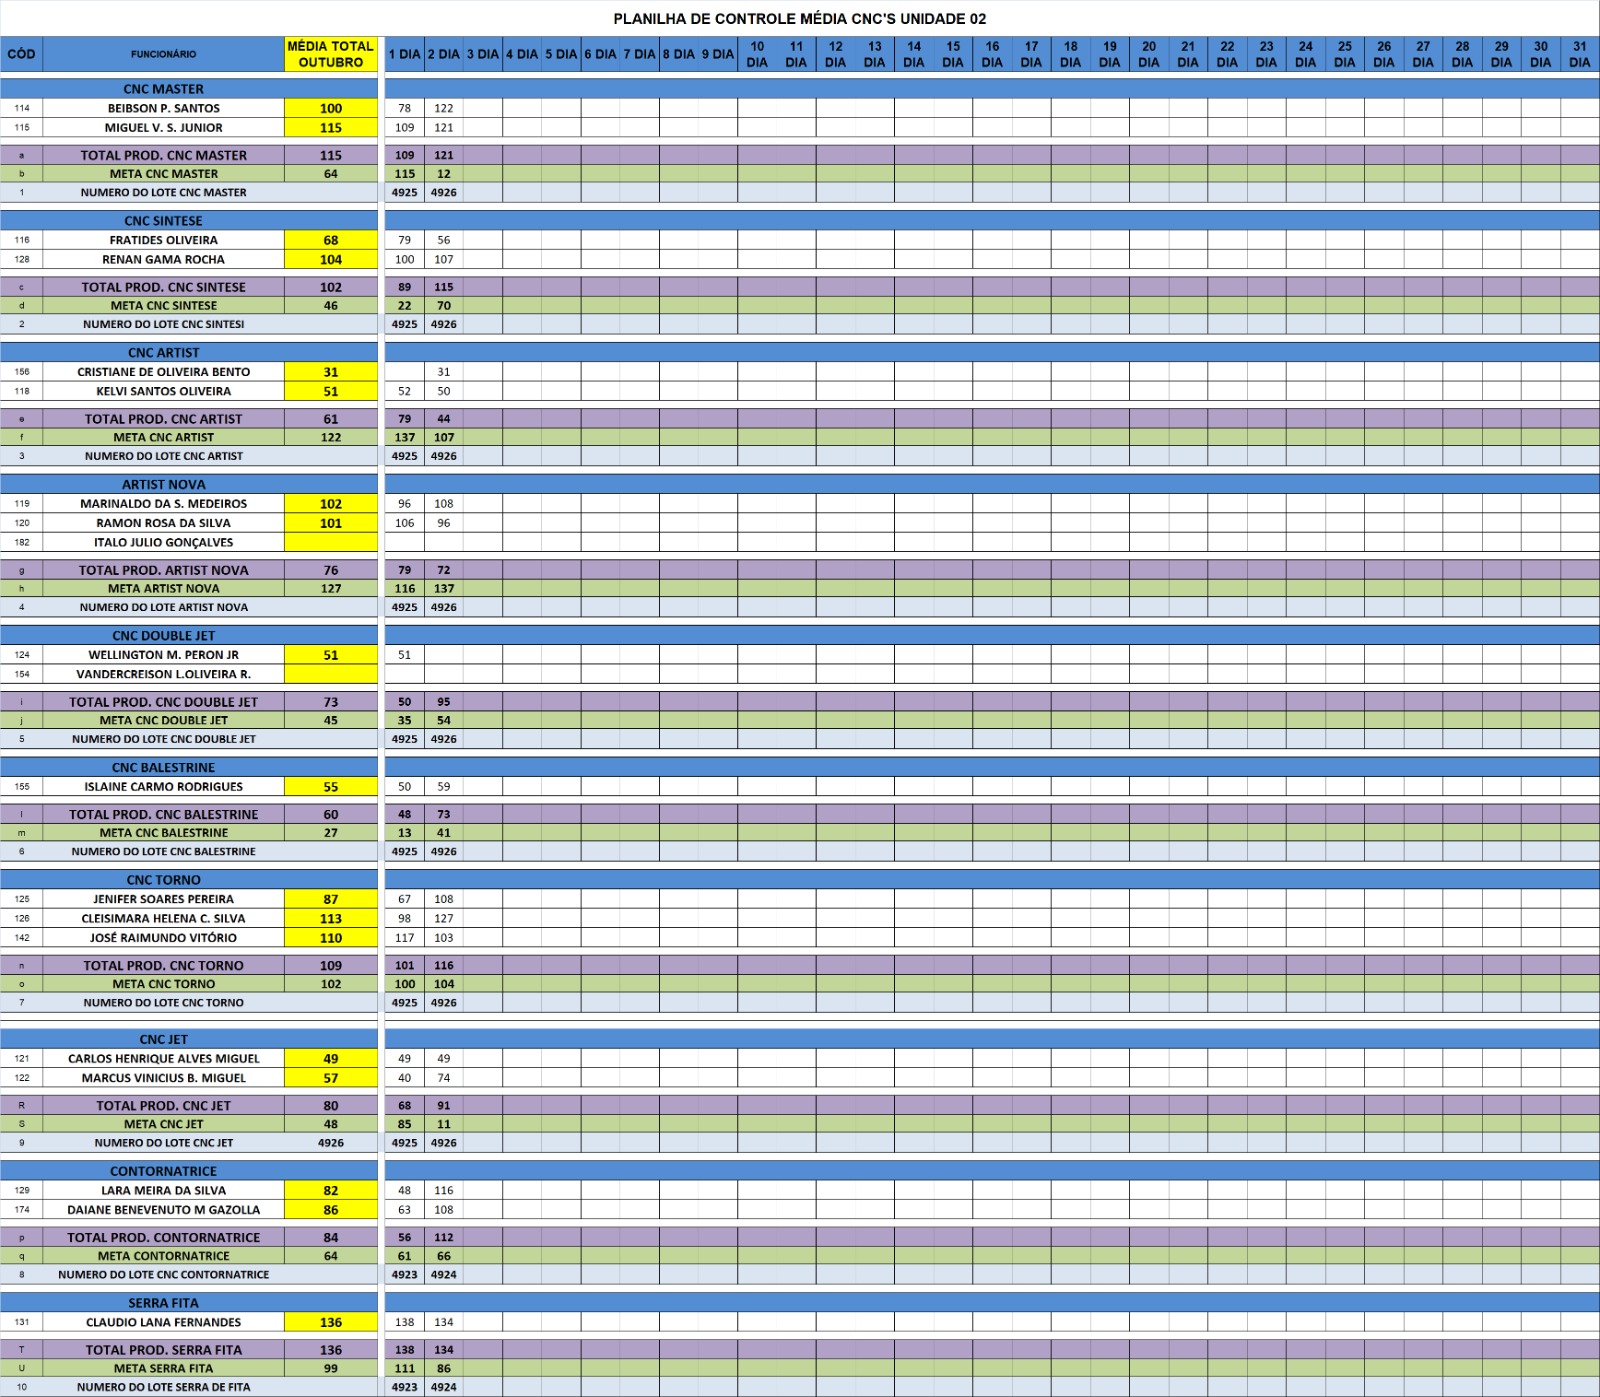 PLANILHA DE CONTROLE MÉDIA CNC'S UNIDADE 02
CÓD FUNCIONÁRIO MÉDIA TOTAL OUTUBRO 1 DIA 2 DIA 3 DIA 4 DIA 5 DIA 6 DIA 7 DIA 8 DIA 9 DIA 10 DIA 11 DIA 12 DIA 13 DIA 14 DIA 15 DIA 16 DIA 17 DIA 18 DIA 19 DIA 20 DIA 21 DIA 22 DIA 23 DIA 24 DIA 25 DIA 26 DIA 27 DIA 28 DIA 29 DIA 30 DIA 31 DIA
CNC MASTER
114 BEIBSON P. SANTOS 100 78 122
115 MIGUEL V. S. JUNIOR 115 109 121
a TOTAL PROD. CNC MASTER 115 109 121
b META CNC MASTER 64 115 12
1 NUMERO DO LOTE CNC MASTER 4925 4926
CNC SINTESE
116 FRATIDES OLIVEIRA 68 79 56
128 RENAN GAMA ROCHA 104 100 107
c TOTAL PROD. CNC SINTESE 102 89 115
d META CNC SINTESE 46 22 70
2 NUMERO DO LOTE CNC SINTESI 4925 4926
CNC ARTIST
156 CRISTIANE DE OLIVEIRA BENTO 31 31
118 KELVI SANTOS OLIVEIRA 51 52 50
e TOTAL PROD. CNC ARTIST 61 79 44
f META CNC ARTIST 122 137 107
3 NUMERO DO LOTE CNC ARTIST 4925 4926
ARTIST NOVA
119 MARINALDO DA S. MEDEIROS 102 96 108
120 RAMON ROSA DA SILVA 101 106 96
182 ITALO JULIO GONÇALVES
g TOTAL PROD. ARTIST NOVA 76 79 72
h META ARTIST NOVA 127 116 137
4 NUMERO DO LOTE ARTIST NOVA 4925 4926
CNC DOUBLE JET
124 WELLINGTON M. PERON JR 51 51
154 VANDERCREISON L.OLIVEIRA R.
i TOTAL PROD. CNC DOUBLE JET 73 50 95
j META CNC DOUBLE JET 45 35 54
5 NUMERO DO LOTE CNC DOUBLE JET 4925 4926
CNC BALESTRINE
155 ISLAINE CARMO RODRIGUES 55 50 59
l TOTAL PROD. CNC BALESTRINE 60 48 73
m META CNC BALESTRINE 27 13 41
6 NUMERO DO LOTE CNC BALESTRINE 4925 4926
CNC TORNO
125 JENIFER SOARES PEREIRA 87 67 108
126 CLEISIMARA HELENA C. SILVA 113 98 127
142 JOSÉ RAIMUNDO VITÓRIO 110 117 103
n TOTAL PROD. CNC TORNO 109 101 116
o META CNC TORNO 102 100 104
7 NUMERO DO LOTE CNC TORNO 4925 4926
CNC JET
121 CARLOS HENRIQUE ALVES MIGUEL 49 49 49
122 MARCUS VINICIUS B. MIGUEL 57 40 74
R TOTAL PROD. CNC JET 80 68 91
S META CNC JET 48 85 11
9 NUMERO DO LOTE CNC JET 4926 4925 4926
CONTORNATRICE
129 LARA MEIRA DA SILVA 82 48 116
174 DAIANE BENEVENUTO M GAZOLLA 86 63 108
p TOTAL PROD. CONTORNATRICE 84 56 112
q META CONTORNATRICE 64 61 66
8 NUMERO DO LOTE CNC CONTORNATRICE 4923 4924
SERRA FITA
131 CLAUDIO LANA FERNANDES 136 138 134
T TOTAL PROD. SERRA FITA 136 138 134
U META SERRA FITA 99 111 86
10 NUMERO DO LOTE SERRA DE FITA 4923 4924